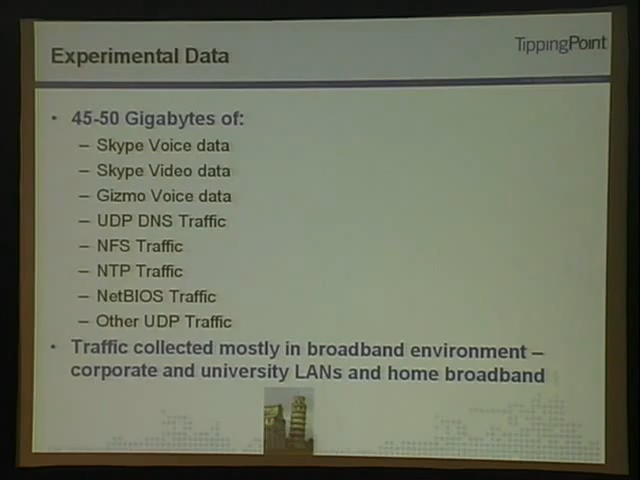 Experimental Data
TippingPoint
• 45-50 Gigabytes of:
– Skype Voice data
– Skype Video data
– Gizmo Voice data
– UDP DNS Traffic
– NFS Traffic
– NTP Traffic
– NetBIOS Traffic
– Other UDP Traffic
• Traffic collected mostly in broadband environment –
corporate and university LANs and home broadband